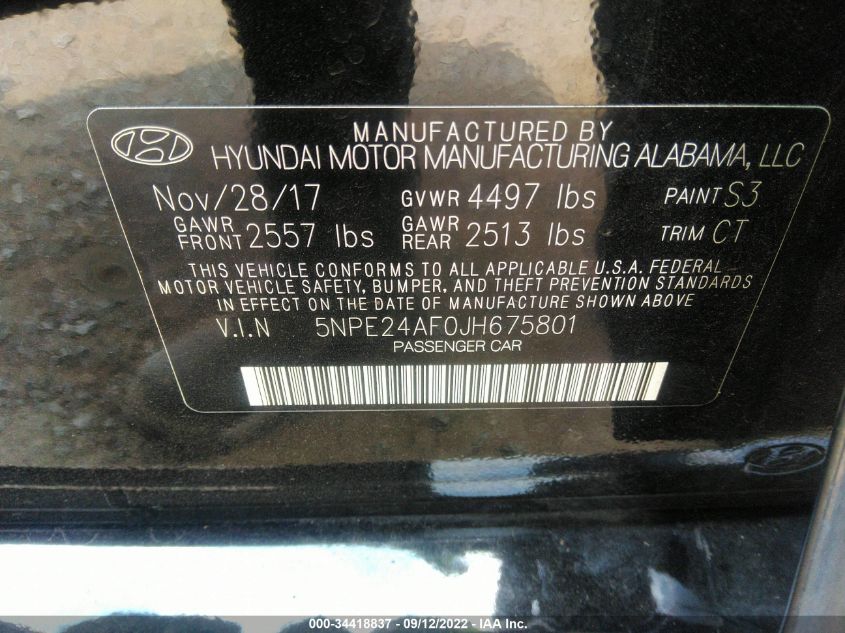 MANUFACTURED BY
HYUNDAI MOTOR MANUFACTURING ALABAMA, LLC
Nov/28/17 GVWR 4497 lbs PAINT S3
GAWR FRONT 2557 lbs GAWR REAR 2513 lbs TRIM CT
THIS VEHICLE CONFORMS TO ALL APPLICABLE U.S.A. FEDERAL
MOTOR VEHICLE SAFETY, BUMPER, AND THEFT PREVENTION STANDARDS
IN EFFECT ON THE DATE OF MANUFACTURE SHOWN ABOVE
V.I.N 5NPE24AF0JH675801
PASSENGER CAR
000-34418837 - 09/12/2022 - IAA Inc.